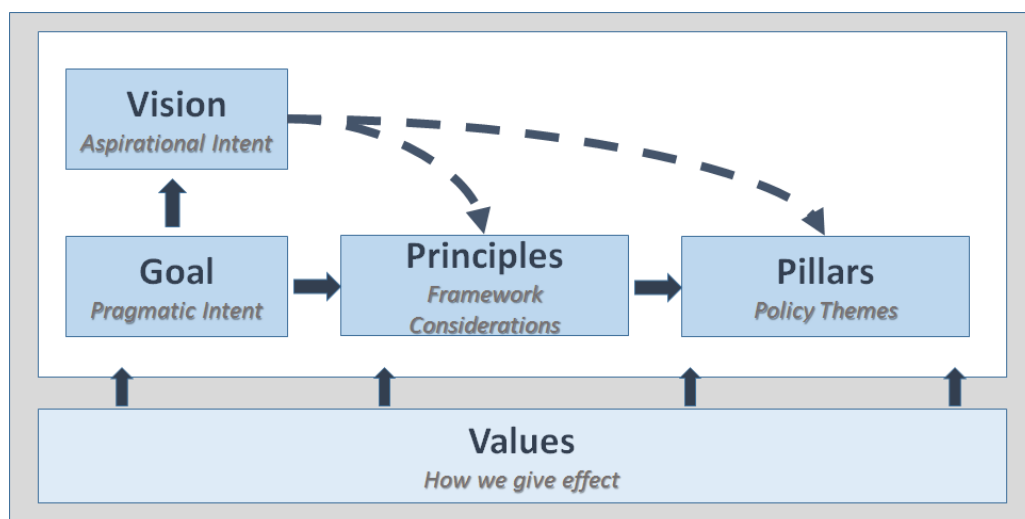 Vision
Aspirational Intent
Goal
Pragmatic Intent
Principles
Framework
Considerations
Pillars
Policy Themes
Values
How we give effect